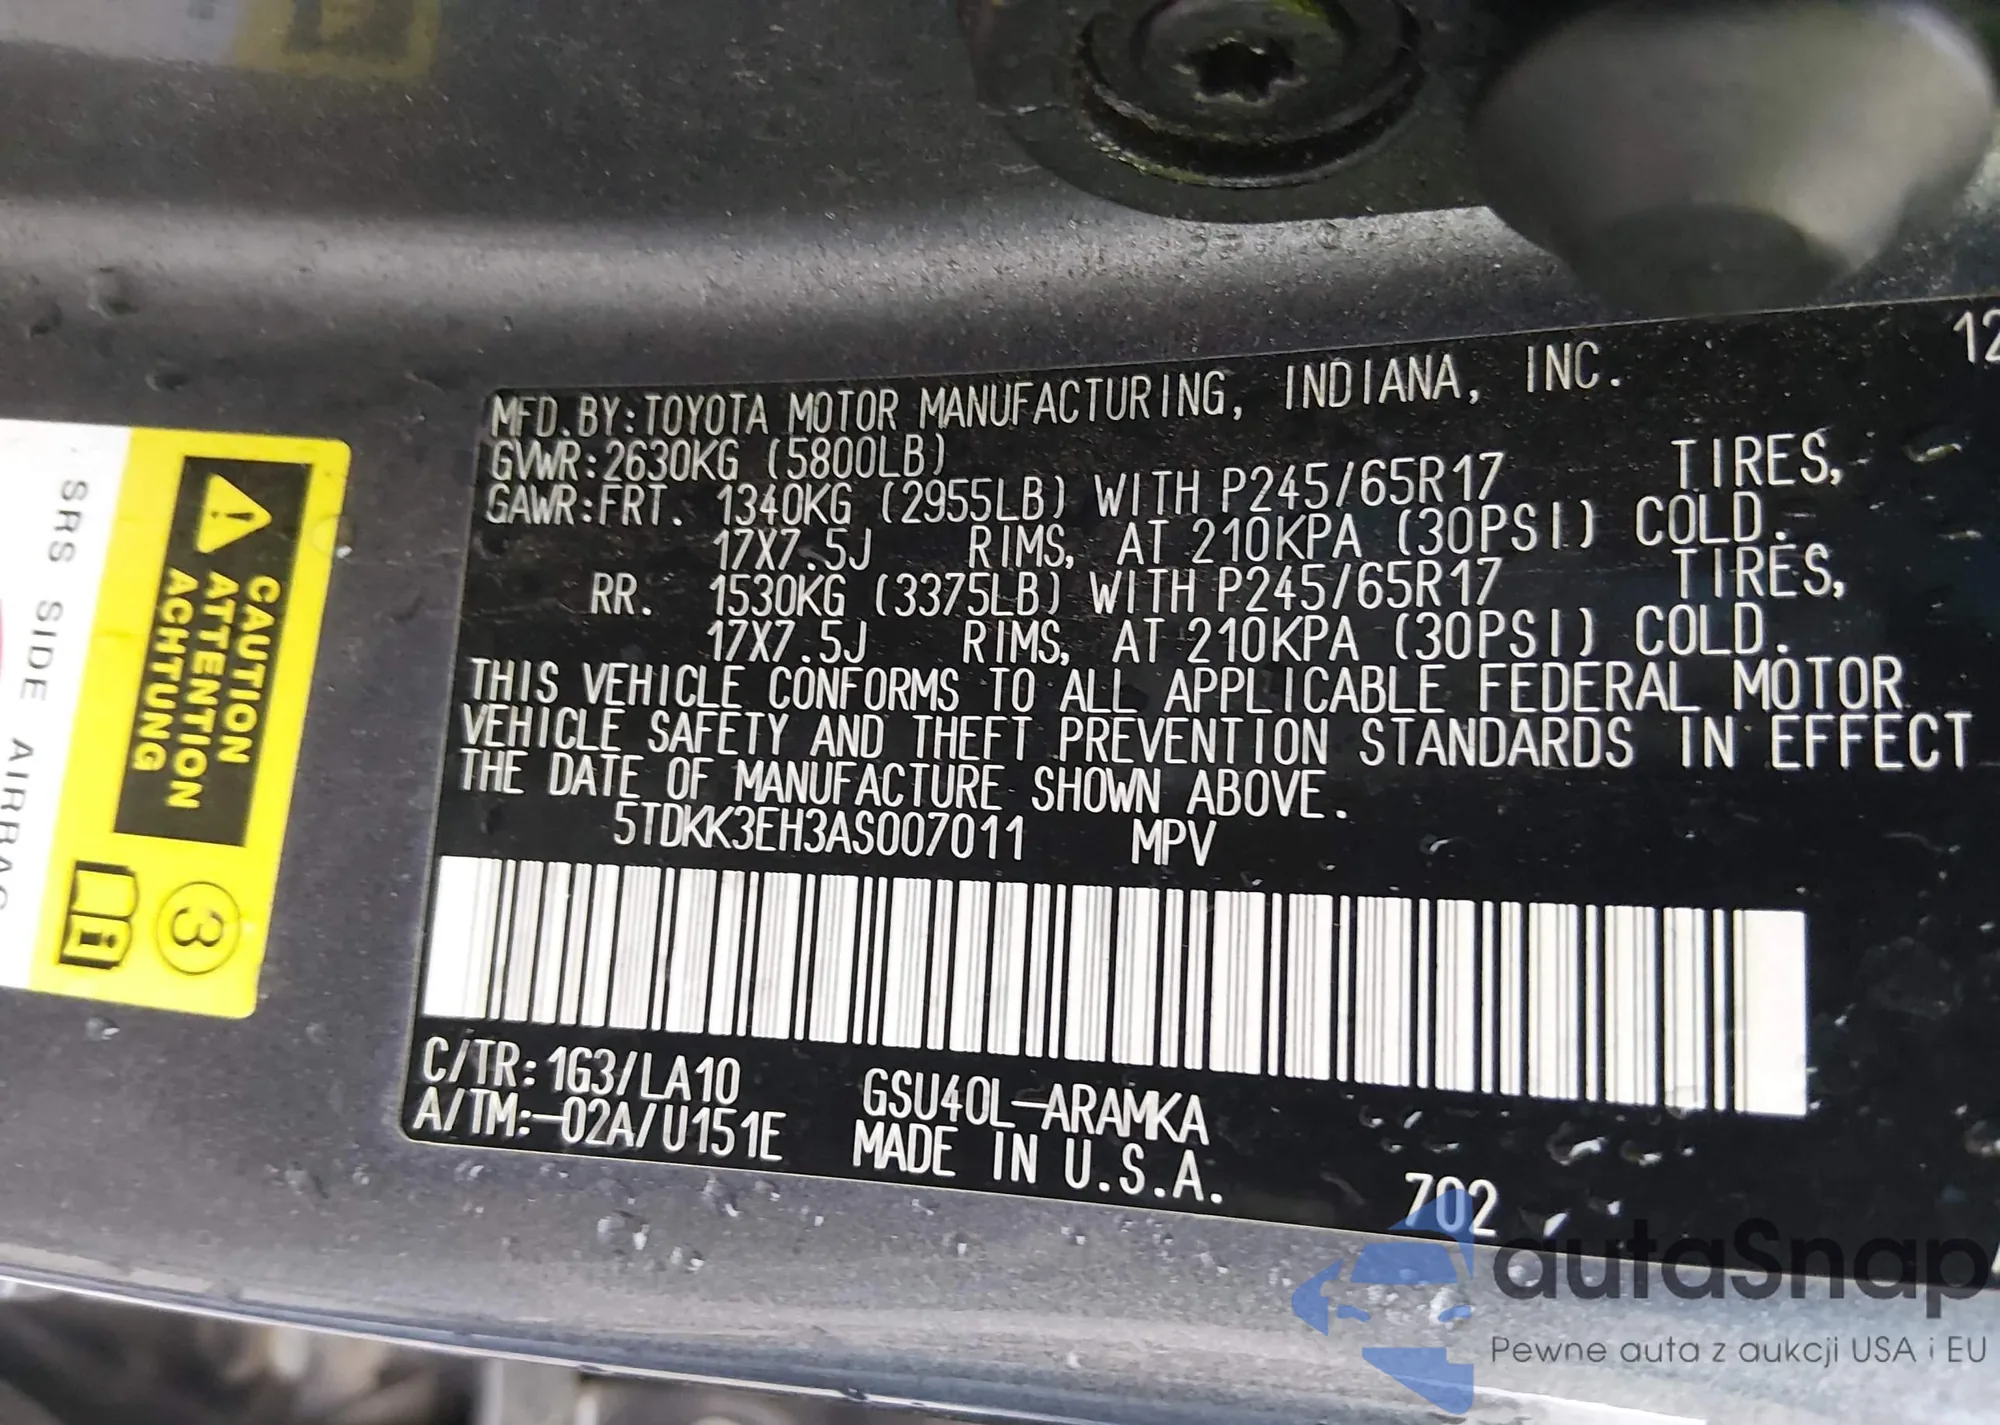 12
MFD.BY:TOYOTA MOTOR MANUFACTURING, INDIANA, INC.
GVWR:2630KG (5800LB)
GAWR:FRT. 1340KG (2955LB) WITH P245/65R17 TIRES,
17X7.5J RIMS, AT 210KPA (30PSI) COLD.
RR. 1530KG (3375LB) WITH P245/65R17 TIRES,
17X7.5J RIMS, AT 210KPA (30PSI) COLD.
THIS VEHICLE CONFORMS TO ALL APPLICABLE FEDERAL MOTOR
VEHICLE SAFETY AND THEFT PREVENTION STANDARDS IN EFFECT
THE DATE OF MANUFACTURE SHOWN ABOVE.
5TDKK3EH3AS007011 MPV
C/TR:1G3/LA10 GSU40L-ARAMKA
A/TM:-02A/U151E MADE IN U.S.A.
702
CAUTION
ATTENTION
ACHTUNG
3
SRS SIDE AIRBAG
autaSnap
Pewne auta z aukcji USA i EU